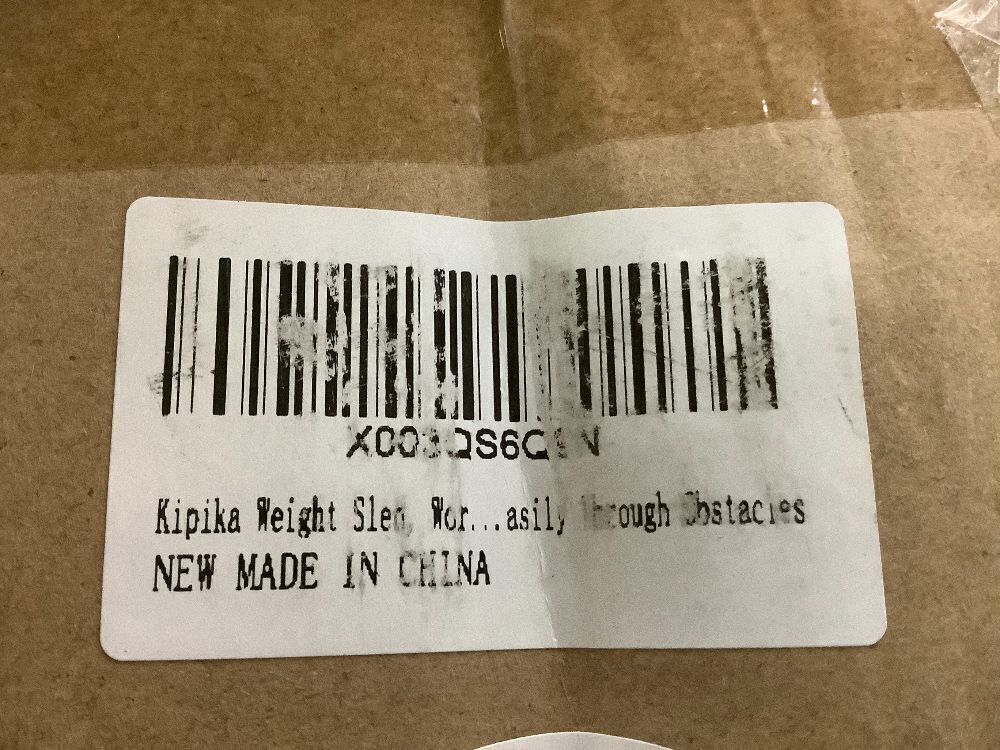 Kipika Weight Sled, Wor...asily through Obstacles
NEW MADE IN CHINA